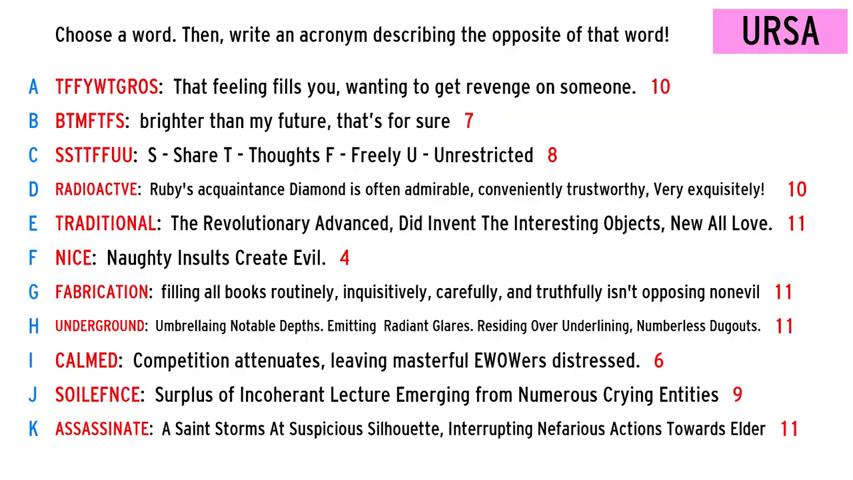 Choose a word. Then, write an acronym describing the opposite of that word!
URSA
A TFFYWTGROS: That feeling fills you, wanting to get revenge on someone. 10
B BTMFTFS: brighter than my future, that's for sure 7
C SSTTFFUU: S - Share T - Thoughts F - Freely U - Unrestricted 8
D RADIOACTVE: Ruby's acquaintance Diamond is often admirable, conveniently trustworthy, Very exquisitely! 10
E TRADITIONAL: The Revolutionary Advanced, Did Invent The Interesting Objects, New All Love. 11
F NICE: Naughty Insults Create Evil. 4
G FABRICATION: filling all books routinely, inquisitively, carefully, and truthfully isn't opposing nonevil 11
H UNDERGROUND: Umbrellaing Notable Depths. Emitting Radiant Glares. Residing Over Underlining, Numberless Dugouts. 11
I CALMED: Competition attenuates, leaving masterful EWOWers distressed. 6
J SOILEFNCE: Surplus of Incoherant Lecture Emerging from Numerous Crying Entities 9
K ASSASSINATE: A Saint Storms At Suspicious Silhouette, Interrupting Nefarious Actions Towards Elder 11